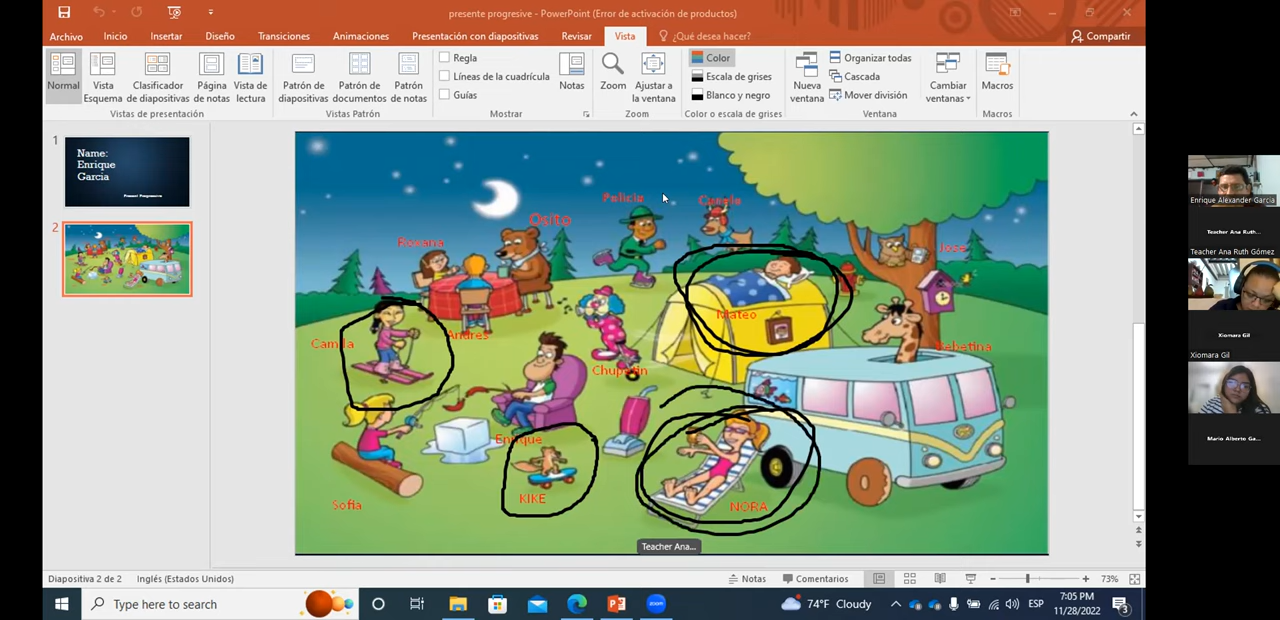 presente progresive - PowerPoint (Error de activación de productos)
Archivo Inicio Insertar Diseño Transiciones Animaciones Presentación con diapositivas Revisar Vista ¿Qué desea hacer? Compartir
Normal Vista Esquema Clasificador de diapositivas Página de notas Vista de lectura
Vistas de presentación
Patrón de diapositivas Patrón de documentos Patrón de notas
Vistas Patrón
Regla
Líneas de la cuadrícula
Guías
Mostrar
Notas
Zoom Ajustar a la ventana
Zoom
Color
Escala de grises
Blanco y negro
Color o escala de grises
Nueva ventana
Organizar todas
Cascada
Mover división
Cambiar ventanas
Ventana
Macros
Macros
1
Name:
Enrique
Garcia
Present Progressive
2
Policia
Osito
Roxana
Jose
Camila
Andres
Mateo
Chupetin
Enrique
KIKE
NORA
Sofia
Teacher Ana...
Enrique Alexander Garcia
Teacher Ana Ruth...
Teacher Ana Ruth Gómez
Xiomara Gil
Xiomara Gil
Mario Alberto Ga...
Diapositiva 2 de 2 Inglés (Estados Unidos) Notas Comentarios 73%
Type here to search
74°F Cloudy
ESP
7:05 PM
11/28/2022
3